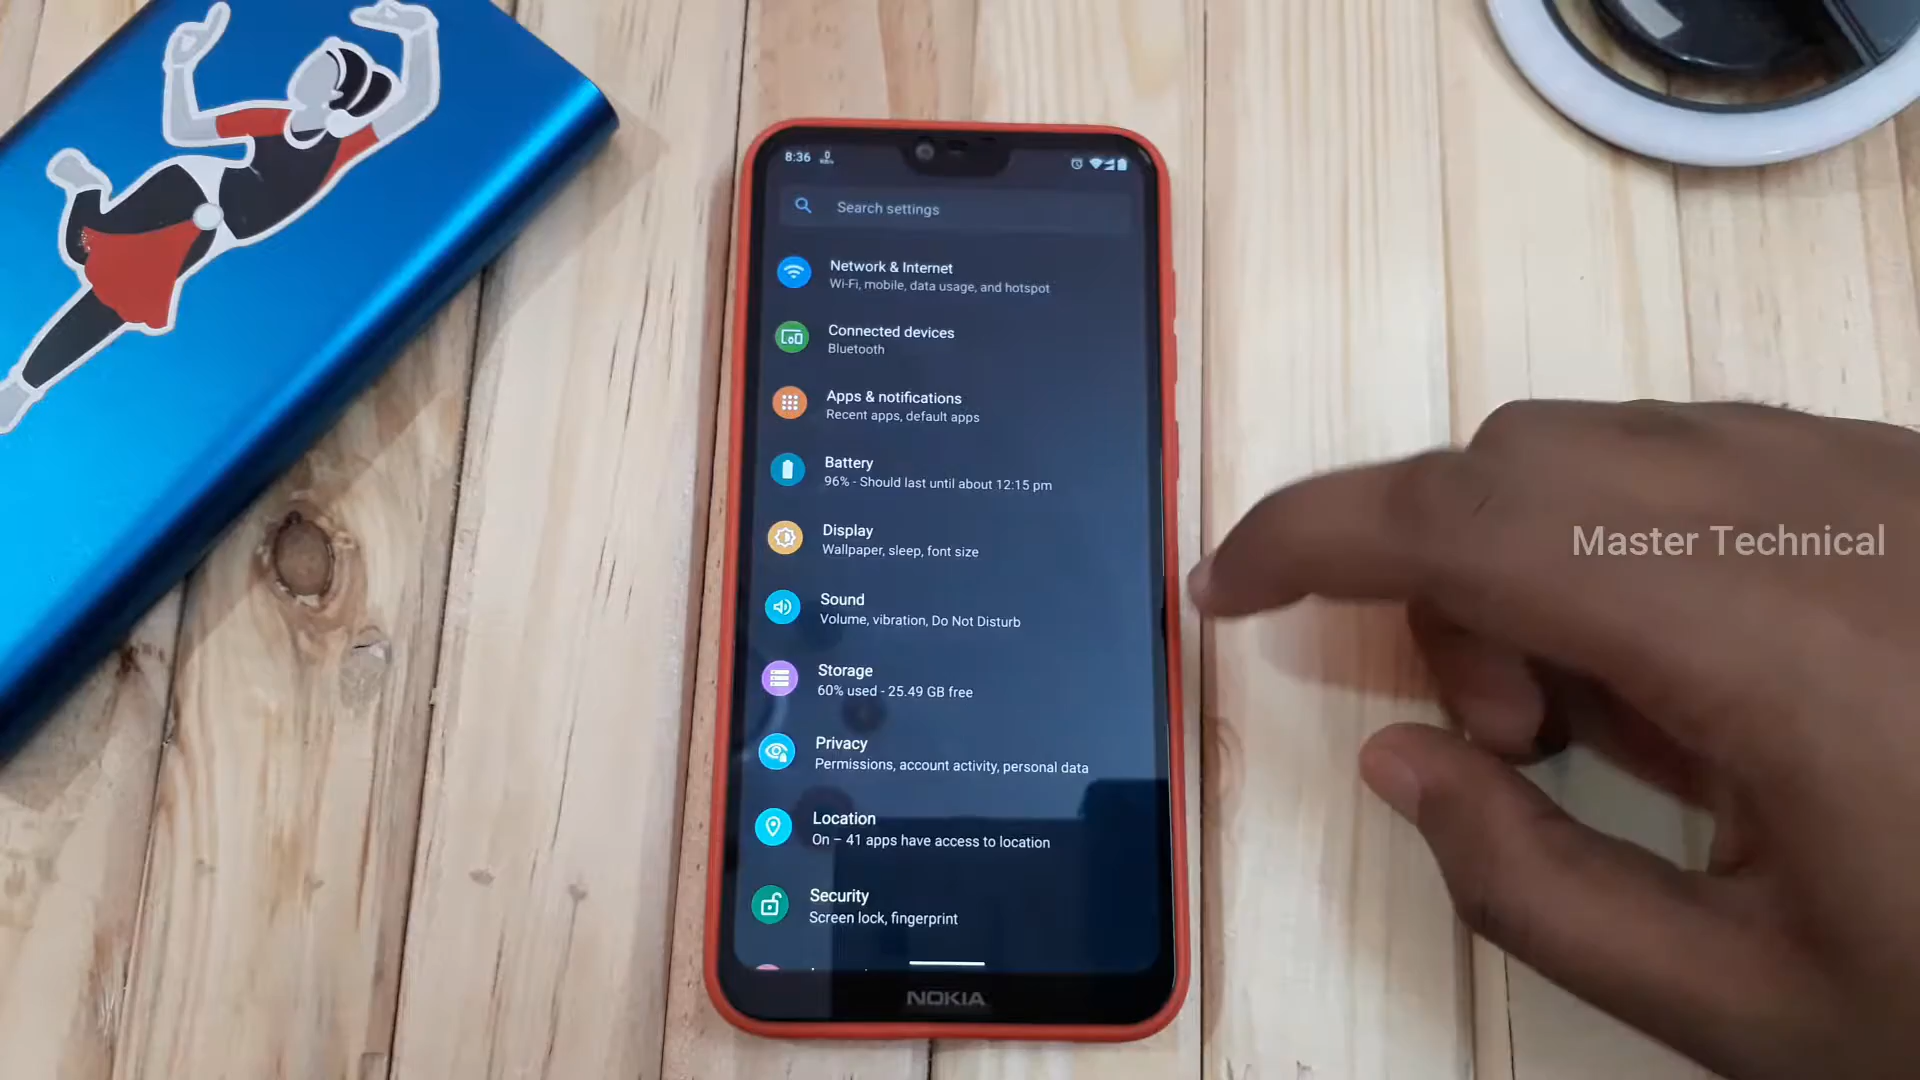 8:36
Search settings
Network & Internet
Wi-Fi, mobile, data usage, and hotspot
Connected devices
Bluetooth
Apps & notifications
Recent apps, default apps
Battery
96% - Should last until about 12:15 pm
Display
Wallpaper, sleep, font size
Sound
Volume, vibration, Do Not Disturb
Storage
60% used - 25.49 GB free
Privacy
Permissions, account activity, personal data
Location
On – 41 apps have access to location
Security
Screen lock, fingerprint
NOKIA
Master Technical